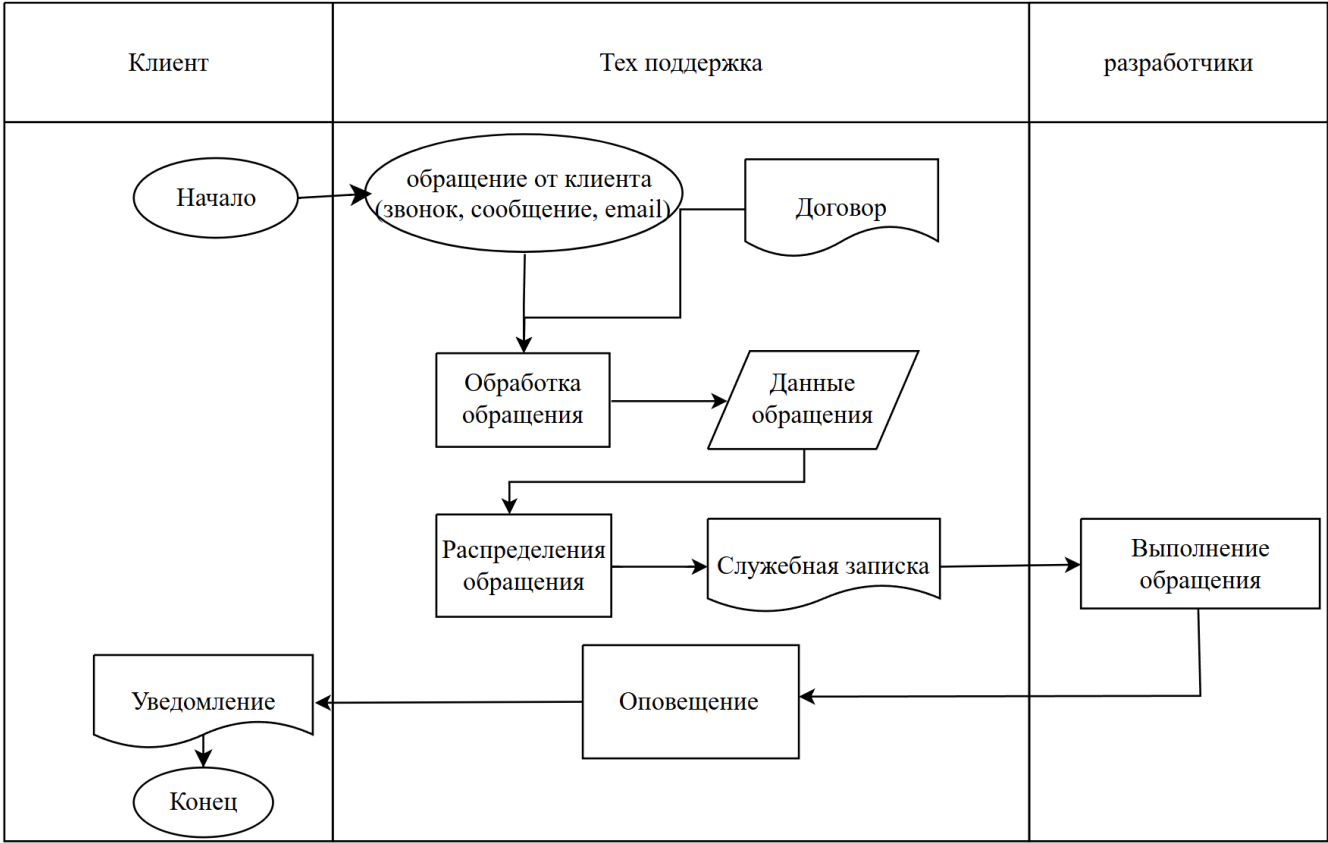 Клиент
Тех поддержка
разработчики
Начало
обращение от клиента
(звонок, сообщение, email)
Договор
Обработка
обращения
Данные
обращения
Распределения
обращения
Служебная записка
Выполнение
обращения
Уведомление
Оповещение
Конец